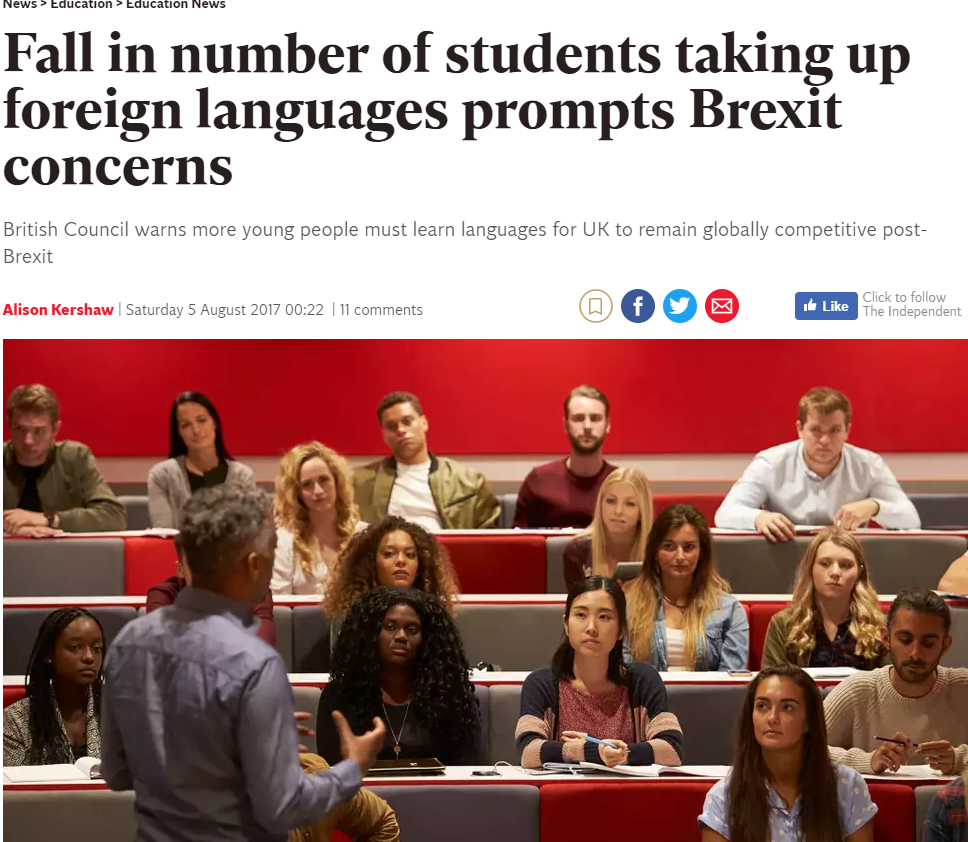 News > Education > Education News
Fall in number of students taking up
foreign languages prompts Brexit
concerns
British Council warns more young people must learn languages for UK to remain globally competitive post-
Brexit
Alison Kershaw | Saturday 5 August 2017 00:22 | 11 comments
Like
Click to follow
The Independent